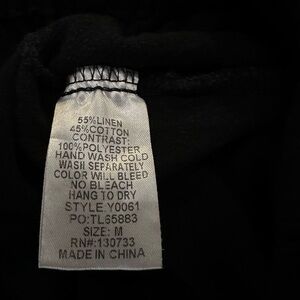 55%LINEN
45%COTTON
CONTRAST:
100%POLYESTER
HAND WASH COLD
WASH SEPARATELY
COLOR WILL BLEED
NO BLEACH
HANG TO DRY
STYLE:Y0061
PO:TL65883
SIZE: M
RN#:130733
MADE IN CHINA